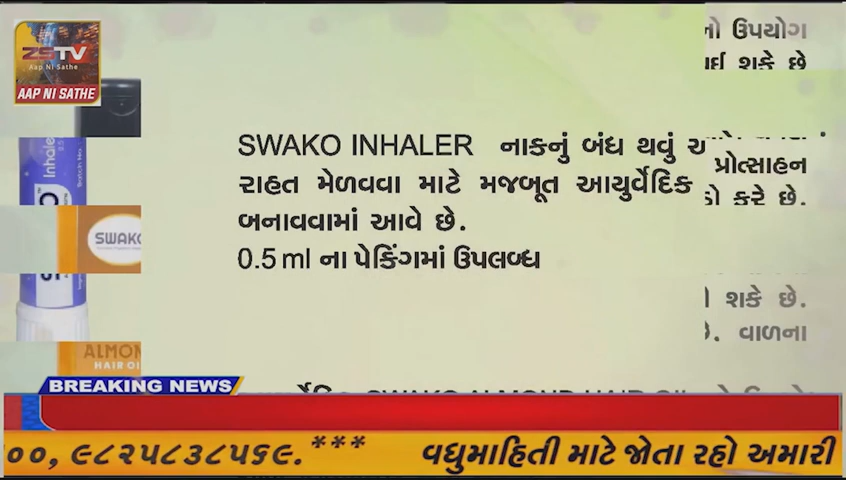 ZSTV
Aap Ni Sathe
AAP NI SATHE
ઉપયોગ
શકે છે
Inhaler
SWAKO INHALER નાકનું બંધ થવું
પ્રોત્સાહન
રાહત મેળવવા માટે મજબૂત આયુર્વેદિક
કરે છે.
બનાવવામાં આવે છે.
SWAKO
0.5 ml ના પેકિંગમાં ઉપલબ્ધ
શકે છે.
વાળના
ALMOND
HAIR OIL
BREAKING NEWS
૦૦, ૯૮૨૫૮૩૮૫૬૯.*** વધુમાહિતી માટે જોતા રહો અમારી